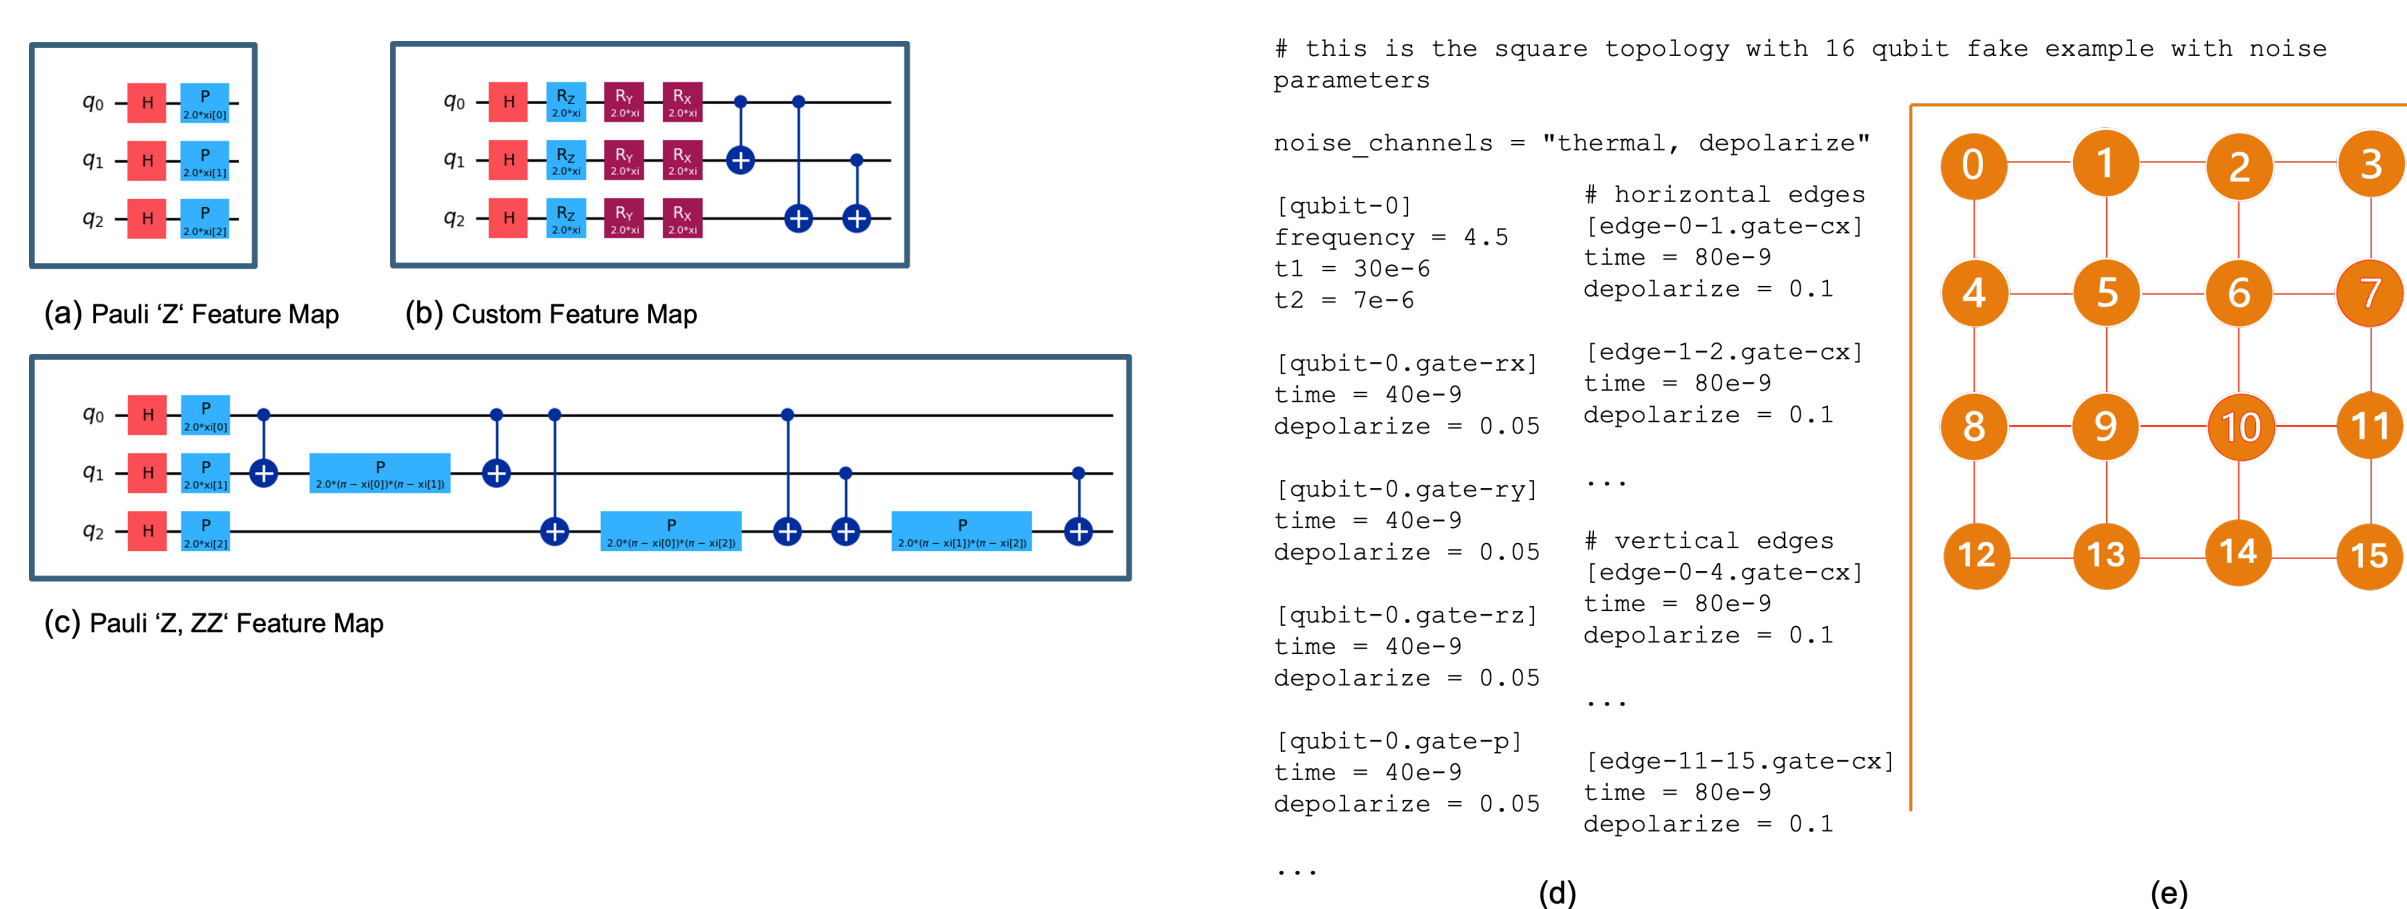 q0 H P 2.0*xi[0]
q1 H P 2.0*xi[1]
q2 H P 2.0*xi[2]
(a) Pauli ‘Z‘ Feature Map
q0 H RZ 2.0*xi RY 2.0*xi RX 2.0*xi
q1 H RZ 2.0*xi RY 2.0*xi RX 2.0*xi
q2 H RZ 2.0*xi RY 2.0*xi RX 2.0*xi
(b) Custom Feature Map
q0 H P 2.0*xi[0]
q1 H P 2.0*xi[1] P 2.0*(π − xi[0])*(π − xi[1])
q2 H P 2.0*xi[2] P 2.0*(π − xi[0])*(π − xi[2]) P 2.0*(π − xi[1])*(π − xi[2])
(c) Pauli ‘Z, ZZ‘ Feature Map
# this is the square topology with 16 qubit fake example with noise
parameters
noise_channels = "thermal, depolarize"
[qubit-0]
frequency = 4.5
t1 = 30e-6
t2 = 7e-6
[qubit-0.gate-rx]
time = 40e-9
depolarize = 0.05
[qubit-0.gate-ry]
time = 40e-9
depolarize = 0.05
[qubit-0.gate-rz]
time = 40e-9
depolarize = 0.05
[qubit-0.gate-p]
time = 40e-9
depolarize = 0.05
...
# horizontal edges
[edge-0-1.gate-cx]
time = 80e-9
depolarize = 0.1
[edge-1-2.gate-cx]
time = 80e-9
depolarize = 0.1
...
# vertical edges
[edge-0-4.gate-cx]
time = 80e-9
depolarize = 0.1
...
[edge-11-15.gate-cx]
time = 80e-9
depolarize = 0.1
(d)
0 1 2 3
4 5 6 7
8 9 10 11
12 13 14 15
(e)